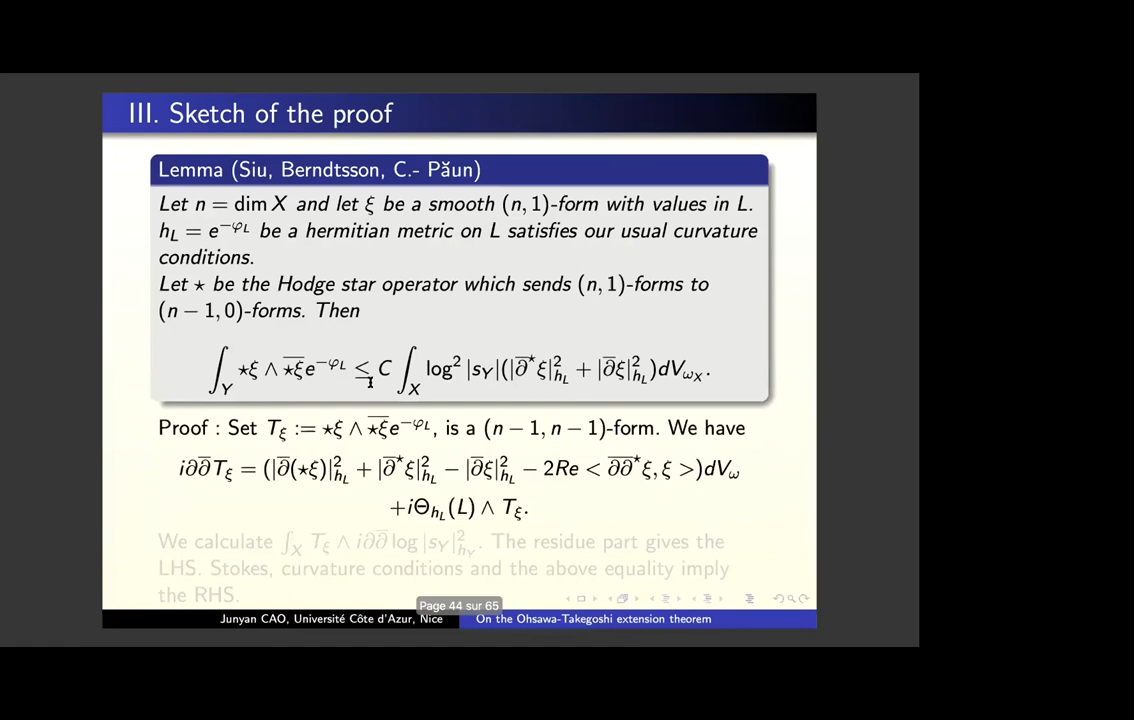 III. Sketch of the proof
Lemma (Siu, Berndtsson, C.- Păun)
Let n = dim X and let ξ be a smooth (n, 1)-form with values in L.
h_L = e^{−φ_L} be a hermitian metric on L satisfies our usual curvature
conditions.
Let ⋆ be the Hodge star operator which sends (n, 1)-forms to
(n − 1, 0)-forms. Then
∫_Y ⋆ξ ∧ \overline{⋆ξ} e^{−φ_L} ≤ C ∫_X log² |s_Y|(|\overline{∂}^⋆ ξ|²_{h_L} + |\overline{∂}ξ|²_{h_L})dV_{ω_X}.
Proof : Set T_ξ := ⋆ξ ∧ \overline{⋆ξ} e^{−φ_L}, is a (n − 1, n − 1)-form. We have
i∂\overline{∂}T_ξ = (|\overline{∂}(⋆ξ)|²_{h_L} + |\overline{∂}^⋆ ξ|²_{h_L} − |\overline{∂}ξ|²_{h_L} − 2Re < \overline{∂∂}^⋆ ξ, ξ >)dV_ω
+iΘ_{h_L}(L) ∧ T_ξ.
We calculate ∫_X T_ξ ∧ i∂\overline{∂} log |s_Y|²_{h_Y}. The residue part gives the
LHS. Stokes, curvature conditions and the above equality imply
the RHS.
Page 44 sur 65
Junyan CAO, Université Côte d'Azur, Nice On the Ohsawa-Takegoshi extension theorem